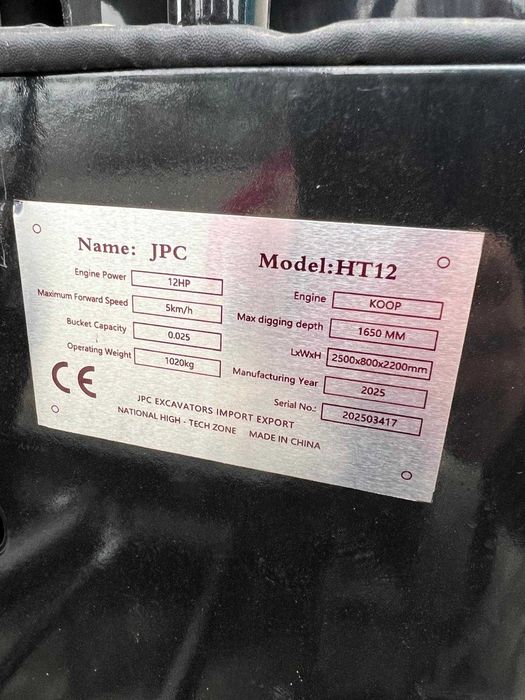 Name: JPC
Model:HT12
Engine Power 12HP
Engine KOOP
Maximum Forward Speed 5km/h
Max digging depth 1650 MM
Bucket Capacity 0.025
LxWxH 2500x800x2200mm
Operating Weight 1020kg
Manufacturing Year 2025
Serial No.: 202503417
CE
JPC EXCAVATORS IMPORT EXPORT
NATIONAL HIGH - TECH ZONE MADE IN CHINA